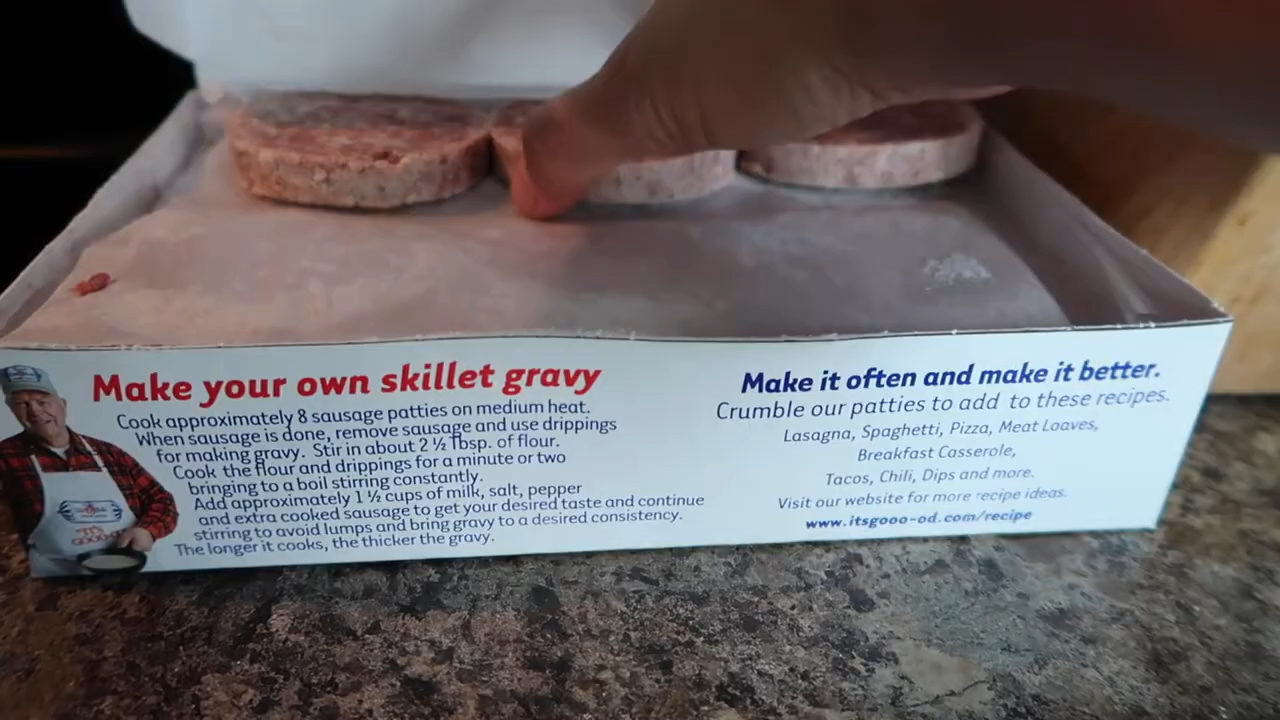 Make your own skillet gravy
Cook approximately 8 sausage patties on medium heat.
When sausage is done, remove sausage and use drippings
for making gravy. Stir in about 2 ½ Tbsp. of flour.
Cook the flour and drippings for a minute or two
bringing to a boil stirring constantly.
Add approximately 1 ½ cups of milk, salt, pepper
and extra cooked sausage to get your desired taste and continue
stirring to avoid lumps and bring gravy to a desired consistency.
The longer it cooks, the thicker the gravy.
Make it often and make it better.
Crumble our patties to add to these recipes.
Lasagna, Spaghetti, Pizza, Meat Loaves,
Breakfast Casserole,
Tacos, Chili, Dips and more.
Visit our website for more recipe ideas.
www.itsgooo-od.com/recipe